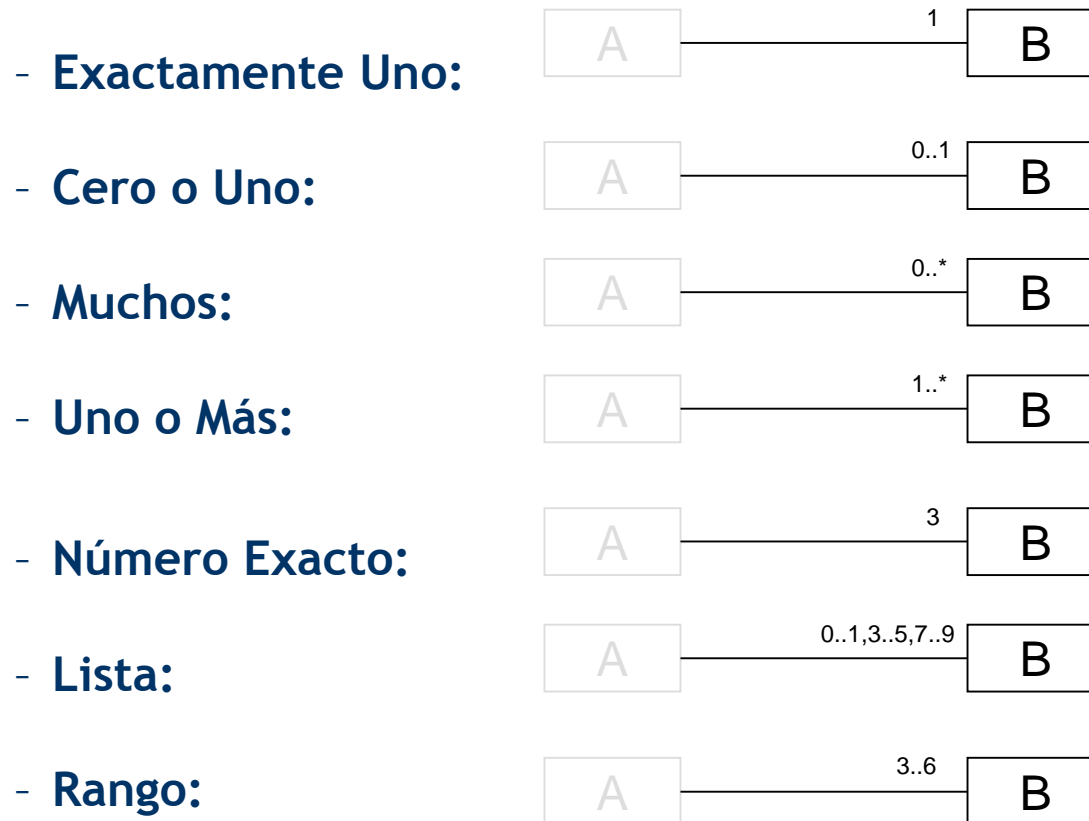 - Exactamente Uno: A 1 B
- Cero o Uno: A 0..1 B
- Muchos: A 0..* B
- Uno o Más: A 1..* B
- Número Exacto: A 3 B
- Lista: A 0..1,3..5,7..9 B
- Rango: A 3..6 B